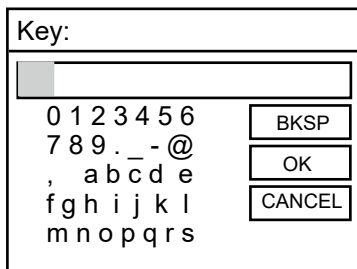 Key:
0 1 2 3 4 5 6
7 8 9 . _ - @
, a b c d e
f g h i j k l
m n o p q r s
BKSP
OK
CANCEL